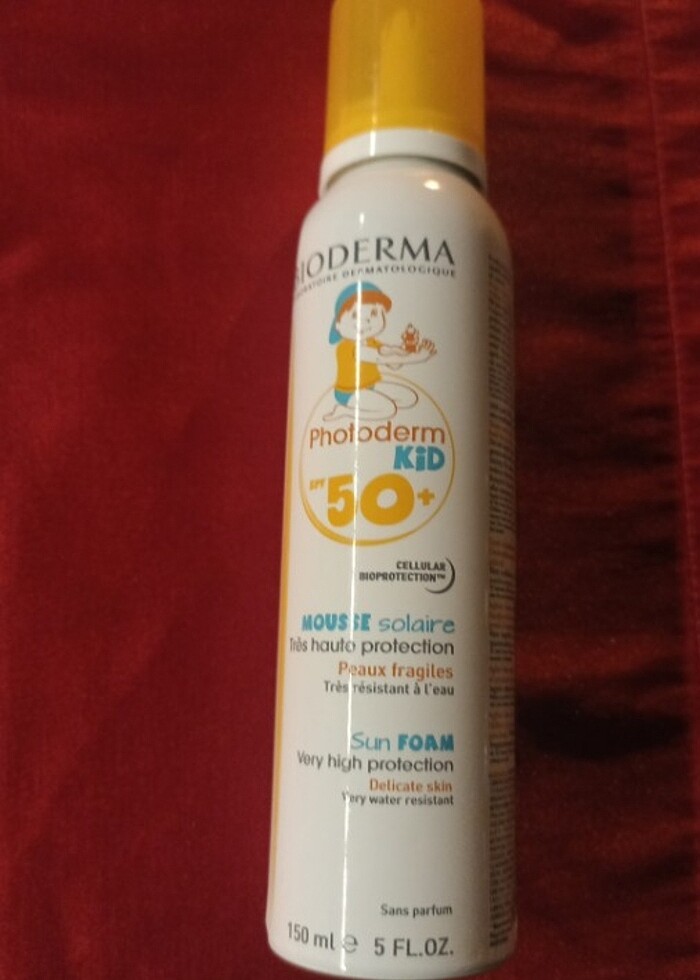 BIODERMA
LABORATOIRE DERMATOLOGIQUE
Photoderm
KiD
SPF 50+
CELLULAR
BIOPROTECTION™
MOUSSE solaire
Très haute protection
Peaux fragiles
Très résistant à l'eau
Sun FOAM
Very high protection
Delicate skin
Very water resistant
Sans parfum
150 ml e 5 FL.OZ.